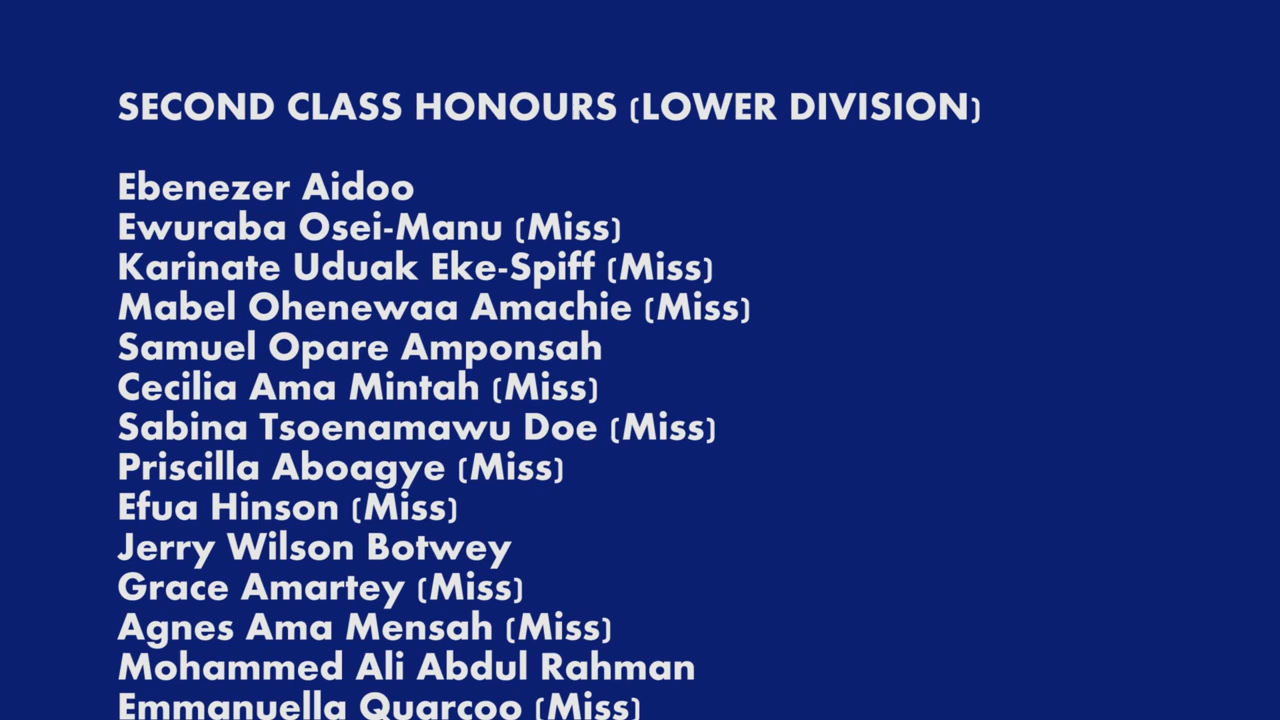 SECOND CLASS HONOURS (LOWER DIVISION)
Ebenezer Aidoo
Ewuraba Osei-Manu (Miss)
Karinate Uduak Eke-Spiff (Miss)
Mabel Ohenewaa Amachie (Miss)
Samuel Opare Amponsah
Cecilia Ama Mintah (Miss)
Sabina Tsoenamawu Doe (Miss)
Priscilla Aboagye (Miss)
Efua Hinson (Miss)
Jerry Wilson Botwey
Grace Amartey (Miss)
Agnes Ama Mensah (Miss)
Mohammed Ali Abdul Rahman
Emmanuella Quarcoo (Miss)